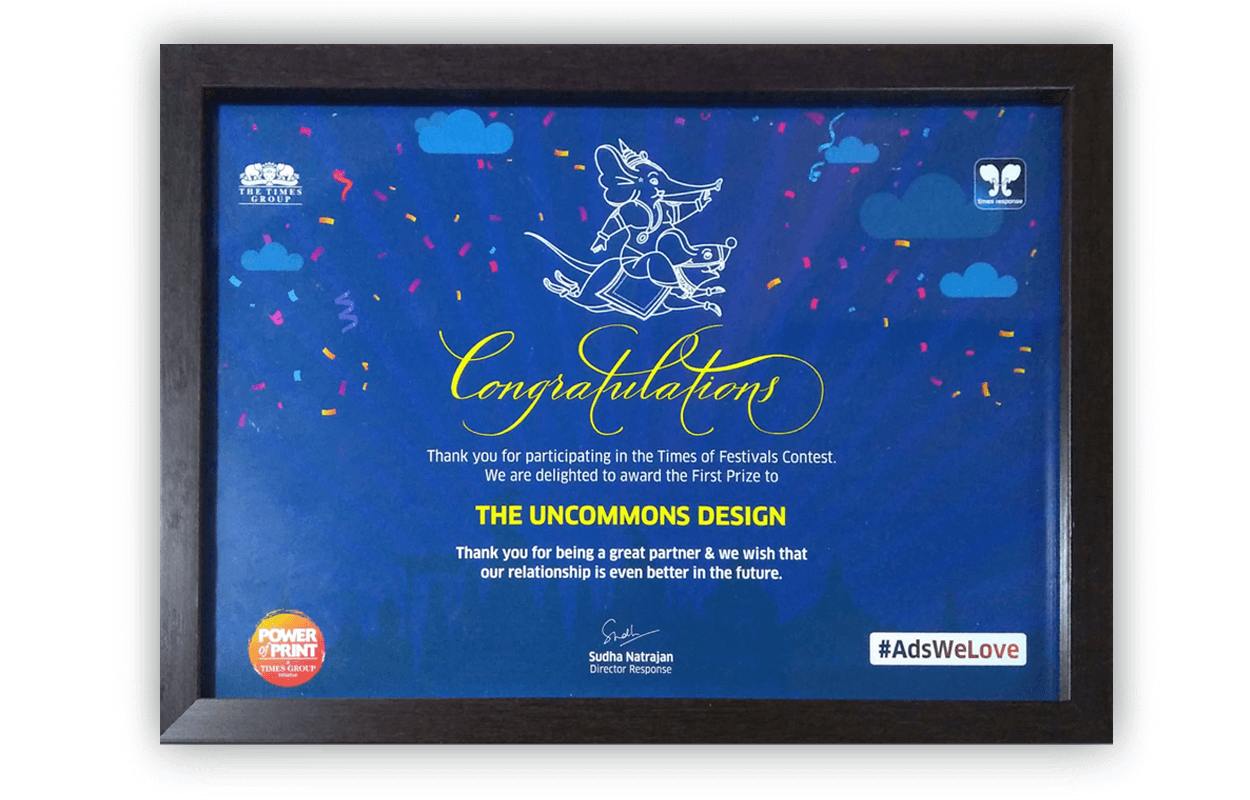 THE TIMES
GROUP
times response
Congratulations
Thank you for participating in the Times of Festivals Contest.
We are delighted to award the First Prize to
THE UNCOMMONS DESIGN
Thank you for being a great partner & we wish that
our relationship is even better in the future.
POWER
of PRINT
A
TIMES GROUP
initiative
Sudha Natrajan
Director Response
#AdsWeLove